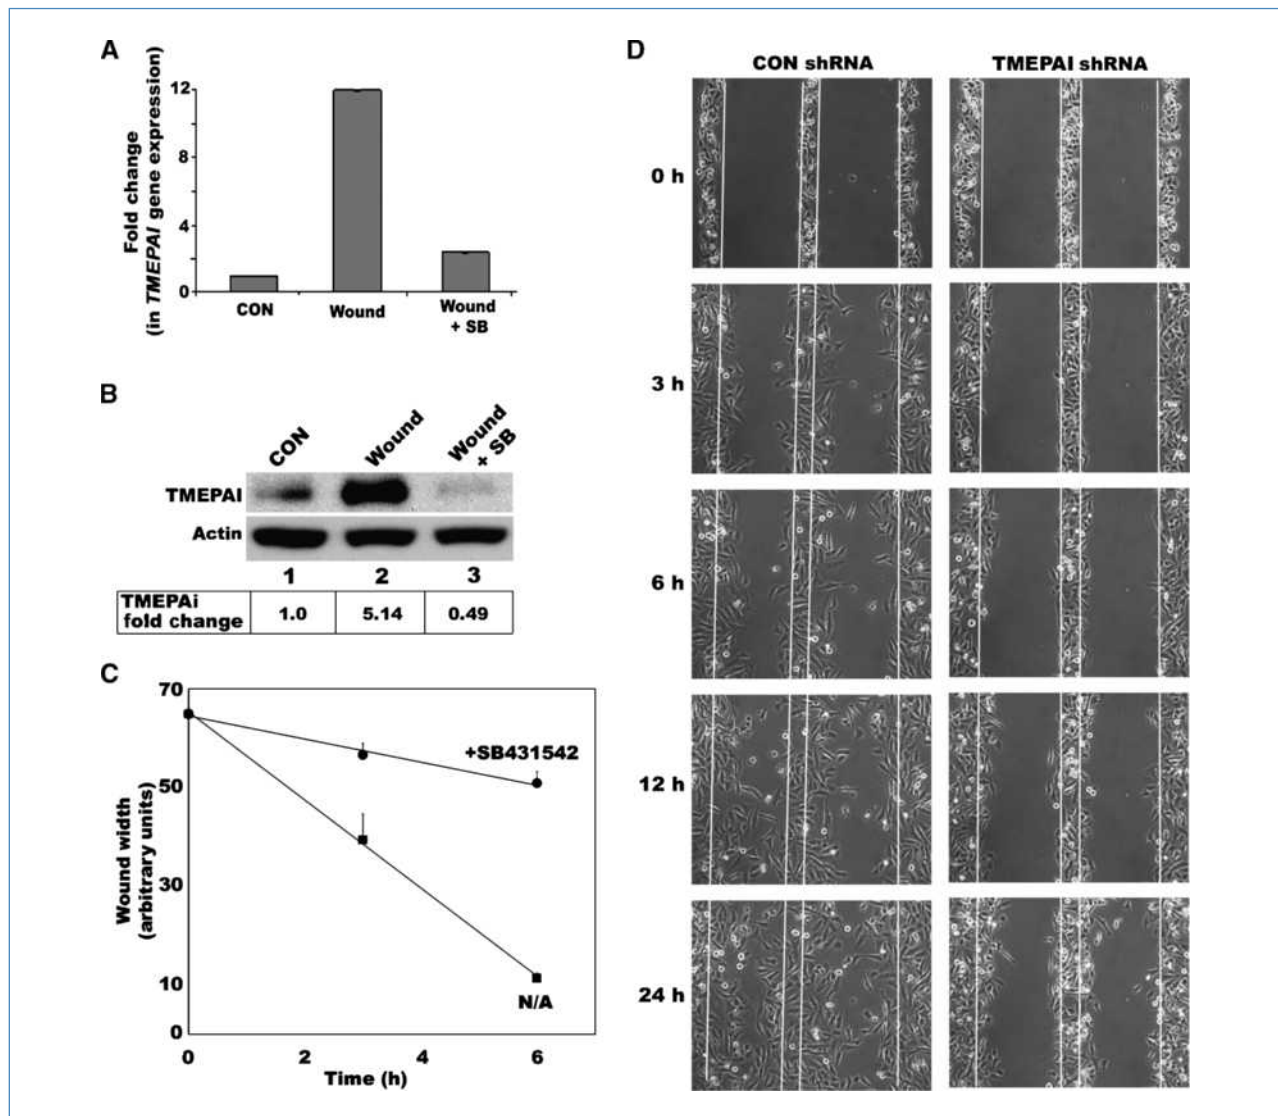 A
Fold change
(in TMEPAI gene expression)
12
8
4
2
0
CON
Wound
Wound
+ SB
B
CON
Wound
Wound
+ SB
TMEPAI
Actin
1 2 3
TMEPAi
fold change
1.0
5.14
0.49
C
Wound width
(arbitrary units)
70
50
30
10
0
+SB431542
N/A
0 2 4 6
Time (h)
D
CON shRNA
TMEPAI shRNA
0 h
3 h
6 h
12 h
24 h